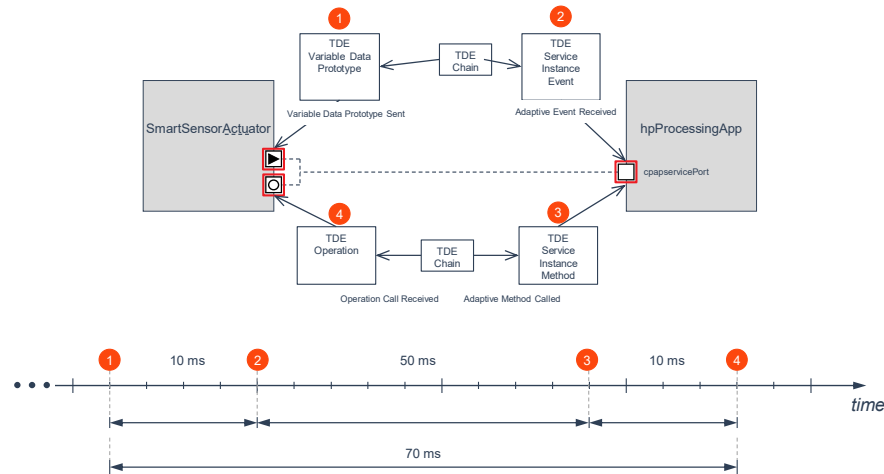 1
2
TDE
Variable Data
Prototype
TDE
Chain
TDE
Service
Instance
Event
Variable Data Prototype Sent
Adaptive Event Received
SmartSensorActuator
hpProcessingApp
cpapservicePort
4
3
TDE
Operation
TDE
Chain
TDE
Service
Instance
Method
Operation Call Received
Adaptive Method Called
1
10 ms
2
50 ms
3
10 ms
4
time
70 ms